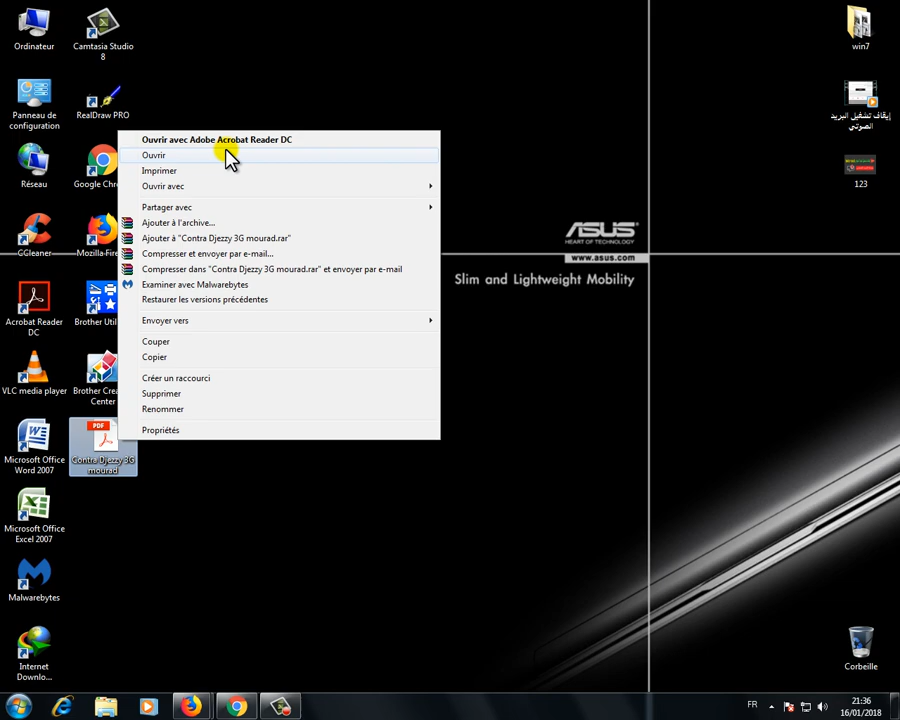 Ordinateur
Camtasia Studio
8
win7
Panneau de
configuration
RealDraw PRO
إيقاف تشغيل البريد
الصوتي
Réseau
Google Chro
123
CCleaner
Mozilla Firef
Acrobat Reader
DC
Brother Util
VLC media player
Brother Crea
Center
PDF
Microsoft Office
Word 2007
Contra Djezzy 3G
mourad
Microsoft Office
Excel 2007
Malwarebytes
Internet
Downlo...
Corbeille
Ouvrir avec Adobe Acrobat Reader DC
Ouvrir
Imprimer
Ouvrir avec
Partager avec
Ajouter à l'archive...
Ajouter à "Contra Djezzy 3G mourad.rar"
Compresser et envoyer par e-mail...
Compresser dans "Contra Djezzy 3G mourad.rar" et envoyer par e-mail
Examiner avec Malwarebytes
Restaurer les versions précédentes
Envoyer vers
Couper
Copier
Créer un raccourci
Supprimer
Renommer
Propriétés
ASUS
HEART OF TECHNOLOGY
www.asus.com
Slim and Lightweight Mobility
FR
21:36
16/01/2018